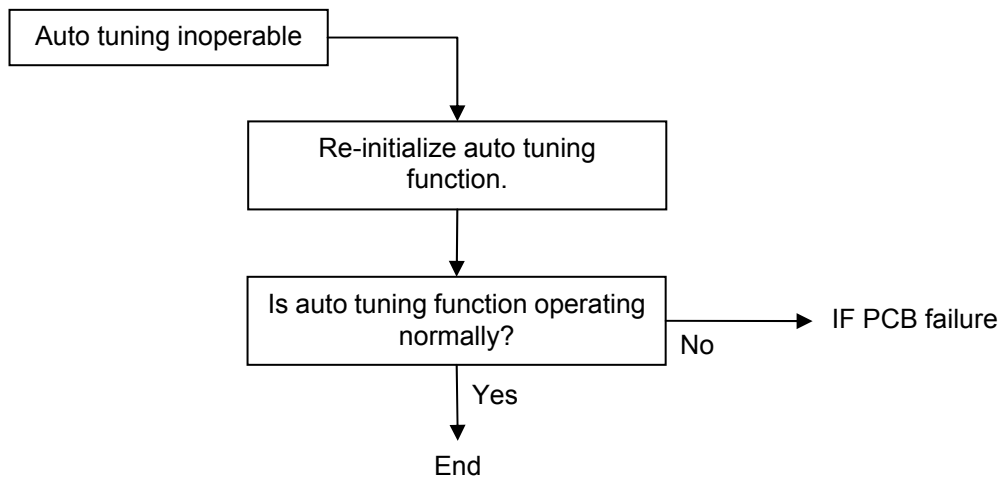 Auto tuning inoperable
Re-initialize auto tuning
function.
Is auto tuning function operating
normally?
IF PCB failure
No
Yes
End